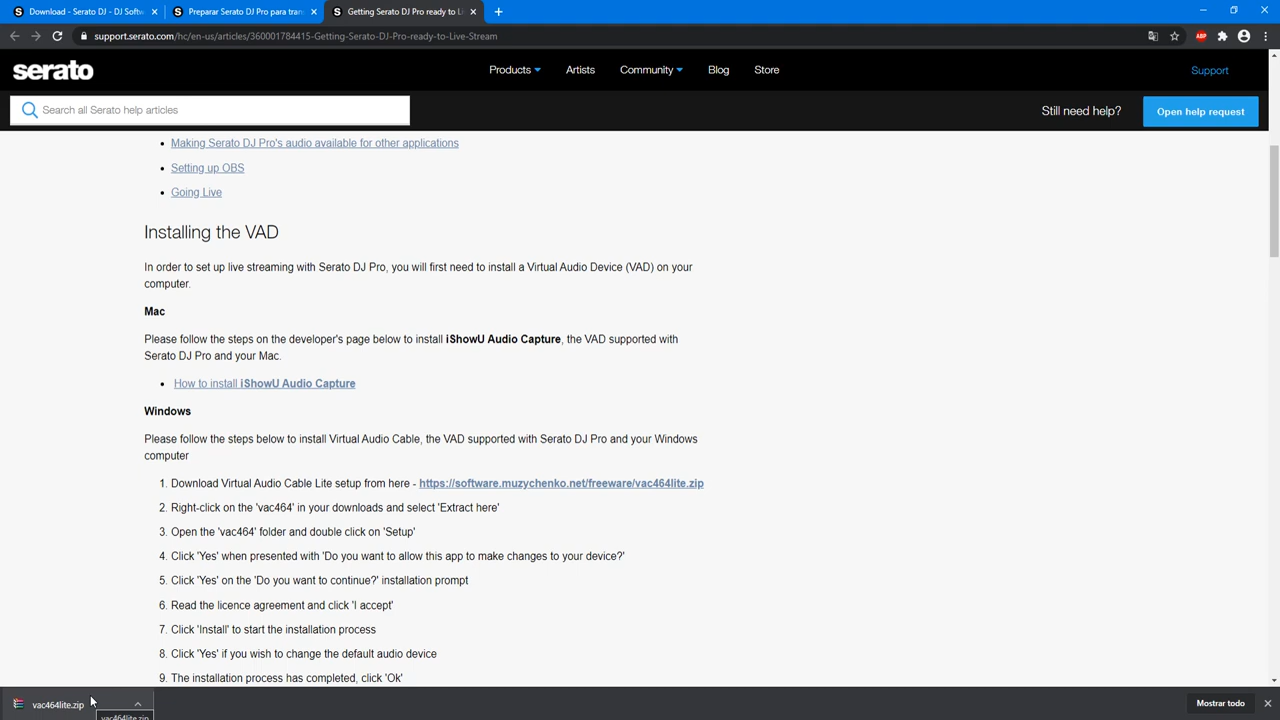 Download - Serato DJ - DJ Softw
Preparar Serato DJ Pro para tran
Getting Serato DJ Pro ready to Li
support.serato.com/hc/en-us/articles/360001784415-Getting-Serato-DJ-Pro-ready-to-Live-Stream
ABP
serato
Products
Artists
Community
Blog
Store
Support
Search all Serato help articles
Still need help?
Open help request
Making Serato DJ Pro's audio available for other applications
Setting up OBS
Going Live
Installing the VAD
In order to set up live streaming with Serato DJ Pro, you will first need to install a Virtual Audio Device (VAD) on your
computer.
Mac
Please follow the steps on the developer's page below to install iShowU Audio Capture, the VAD supported with
Serato DJ Pro and your Mac.
How to install iShowU Audio Capture
Windows
Please follow the steps below to install Virtual Audio Cable, the VAD supported with Serato DJ Pro and your Windows
computer
1. Download Virtual Audio Cable Lite setup from here - https://software.muzychenko.net/freeware/vac464lite.zip
2. Right-click on the 'vac464' in your downloads and select 'Extract here'
3. Open the 'vac464' folder and double click on 'Setup'
4. Click 'Yes' when presented with 'Do you want to allow this app to make changes to your device?'
5. Click 'Yes' on the 'Do you want to continue?' installation prompt
6. Read the licence agreement and click 'I accept'
7. Click 'Install' to start the installation process
8. Click 'Yes' if you wish to change the default audio device
9. The installation process has completed, click 'Ok'
vac464lite.zip
vac464lite.zip
Mostrar todo